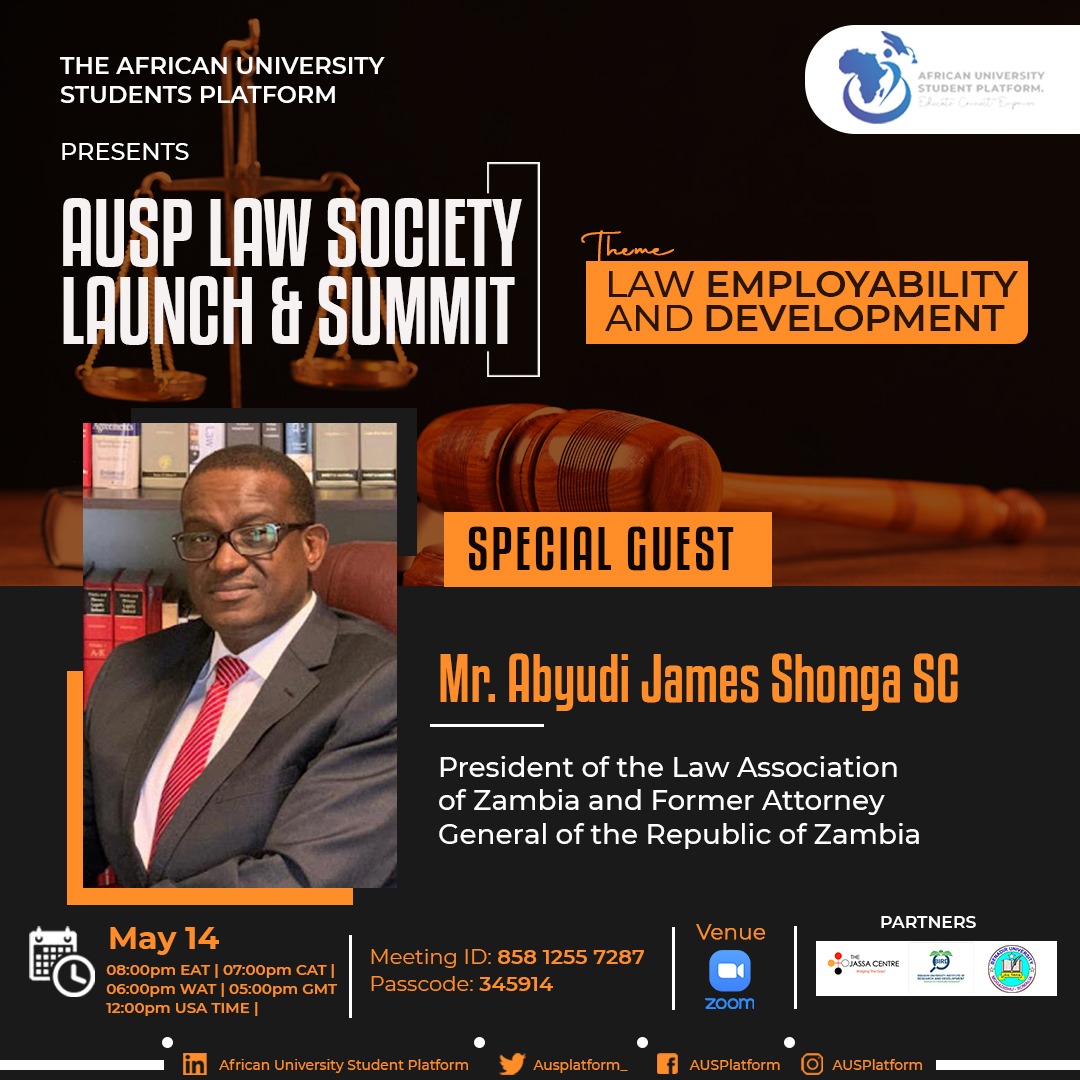 THE AFRICAN UNIVERSITY
STUDENTS PLATFORM
AFRICAN UNIVERSITY
STUDENT PLATFORM.
Educate Connect Empower
PRESENTS
AUSP LAW SOCIETY
LAUNCH & SUMMIT
Theme
LAW EMPLOYABILITY
AND DEVELOPMENT
Agreements
A-K
SPECIAL GUEST
Mr. Abyudi James Shonga SC
President of the Law Association
of Zambia and Former Attorney
General of the Republic of Zambia
May 14
08:00pm EAT | 07:00pm CAT |
06:00pm WAT | 05:00pm GMT
12:00pm USA TIME |
Meeting ID: 858 1255 7287
Passcode: 345914
Venue
zoom
PARTNERS
THE
JASSA CENTRE
African University Student Platform
Ausplatform_
AUSPlatform
AUSPlatform